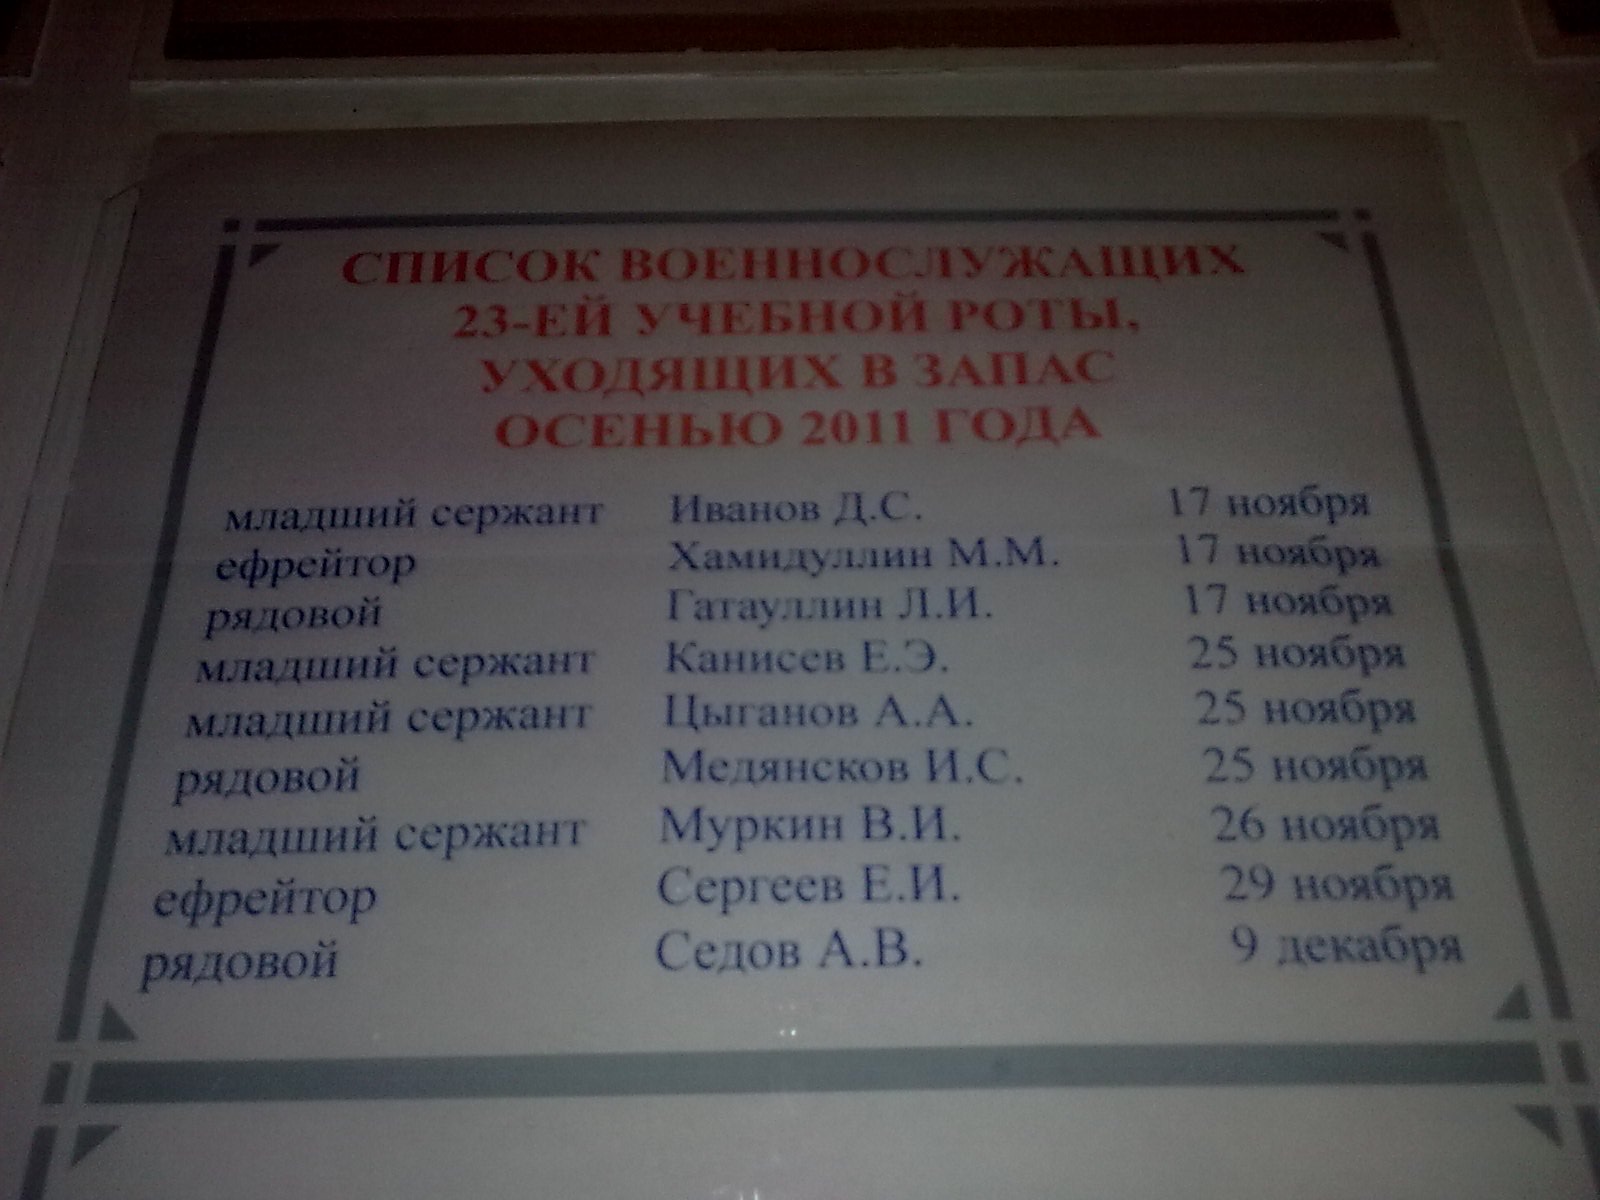 СПИСОК ВОЕННОСЛУЖАЩИХ
23-ЕЙ УЧЕБНОЙ РОТЫ,
УХОДЯЩИХ В ЗАПАС
ОСЕНЬЮ 2011 ГОДА
младший сержант Иванов Д.С. 17 ноября
ефрейтор Хамидуллин М.М. 17 ноября
рядовой Гатауллин Л.И. 17 ноября
младший сержант Канисев Е.Э. 25 ноября
младший сержант Цыганов А.А. 25 ноября
рядовой Медянсков И.С. 25 ноября
младший сержант Муркин В.И. 26 ноября
ефрейтор Сергеев Е.И. 29 ноября
рядовой Седов А.В. 9 декабря